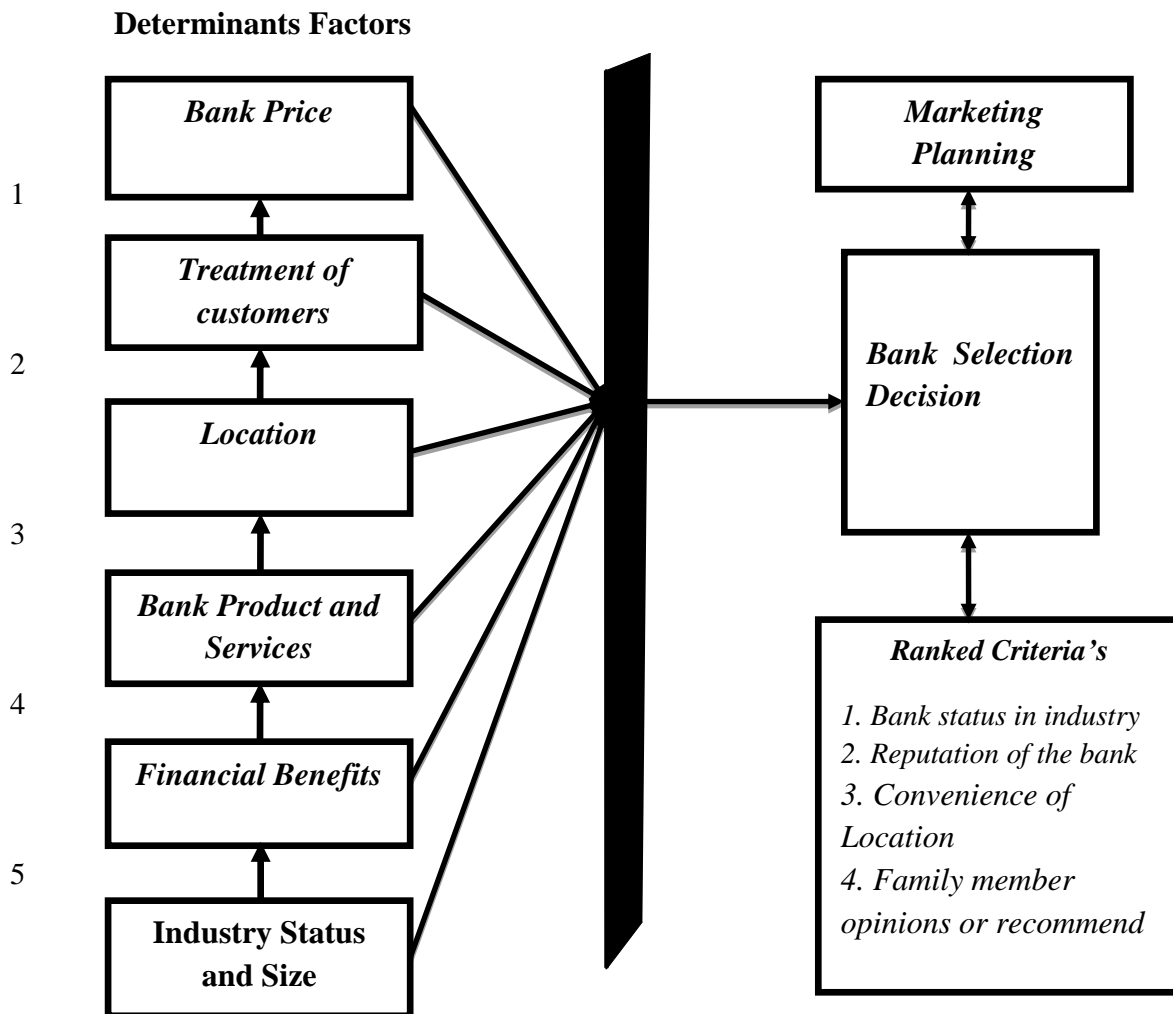 Determinants Factors
Bank Price
1
Treatment of
customers
2
Location
3
Bank Product and
Services
4
Financial Benefits
5
Industry Status
and Size
Marketing
Planning
Bank Selection
Decision
Ranked Criteria’s
1. Bank status in industry
2. Reputation of the bank
3. Convenience of
Location
4. Family member
opinions or recommend